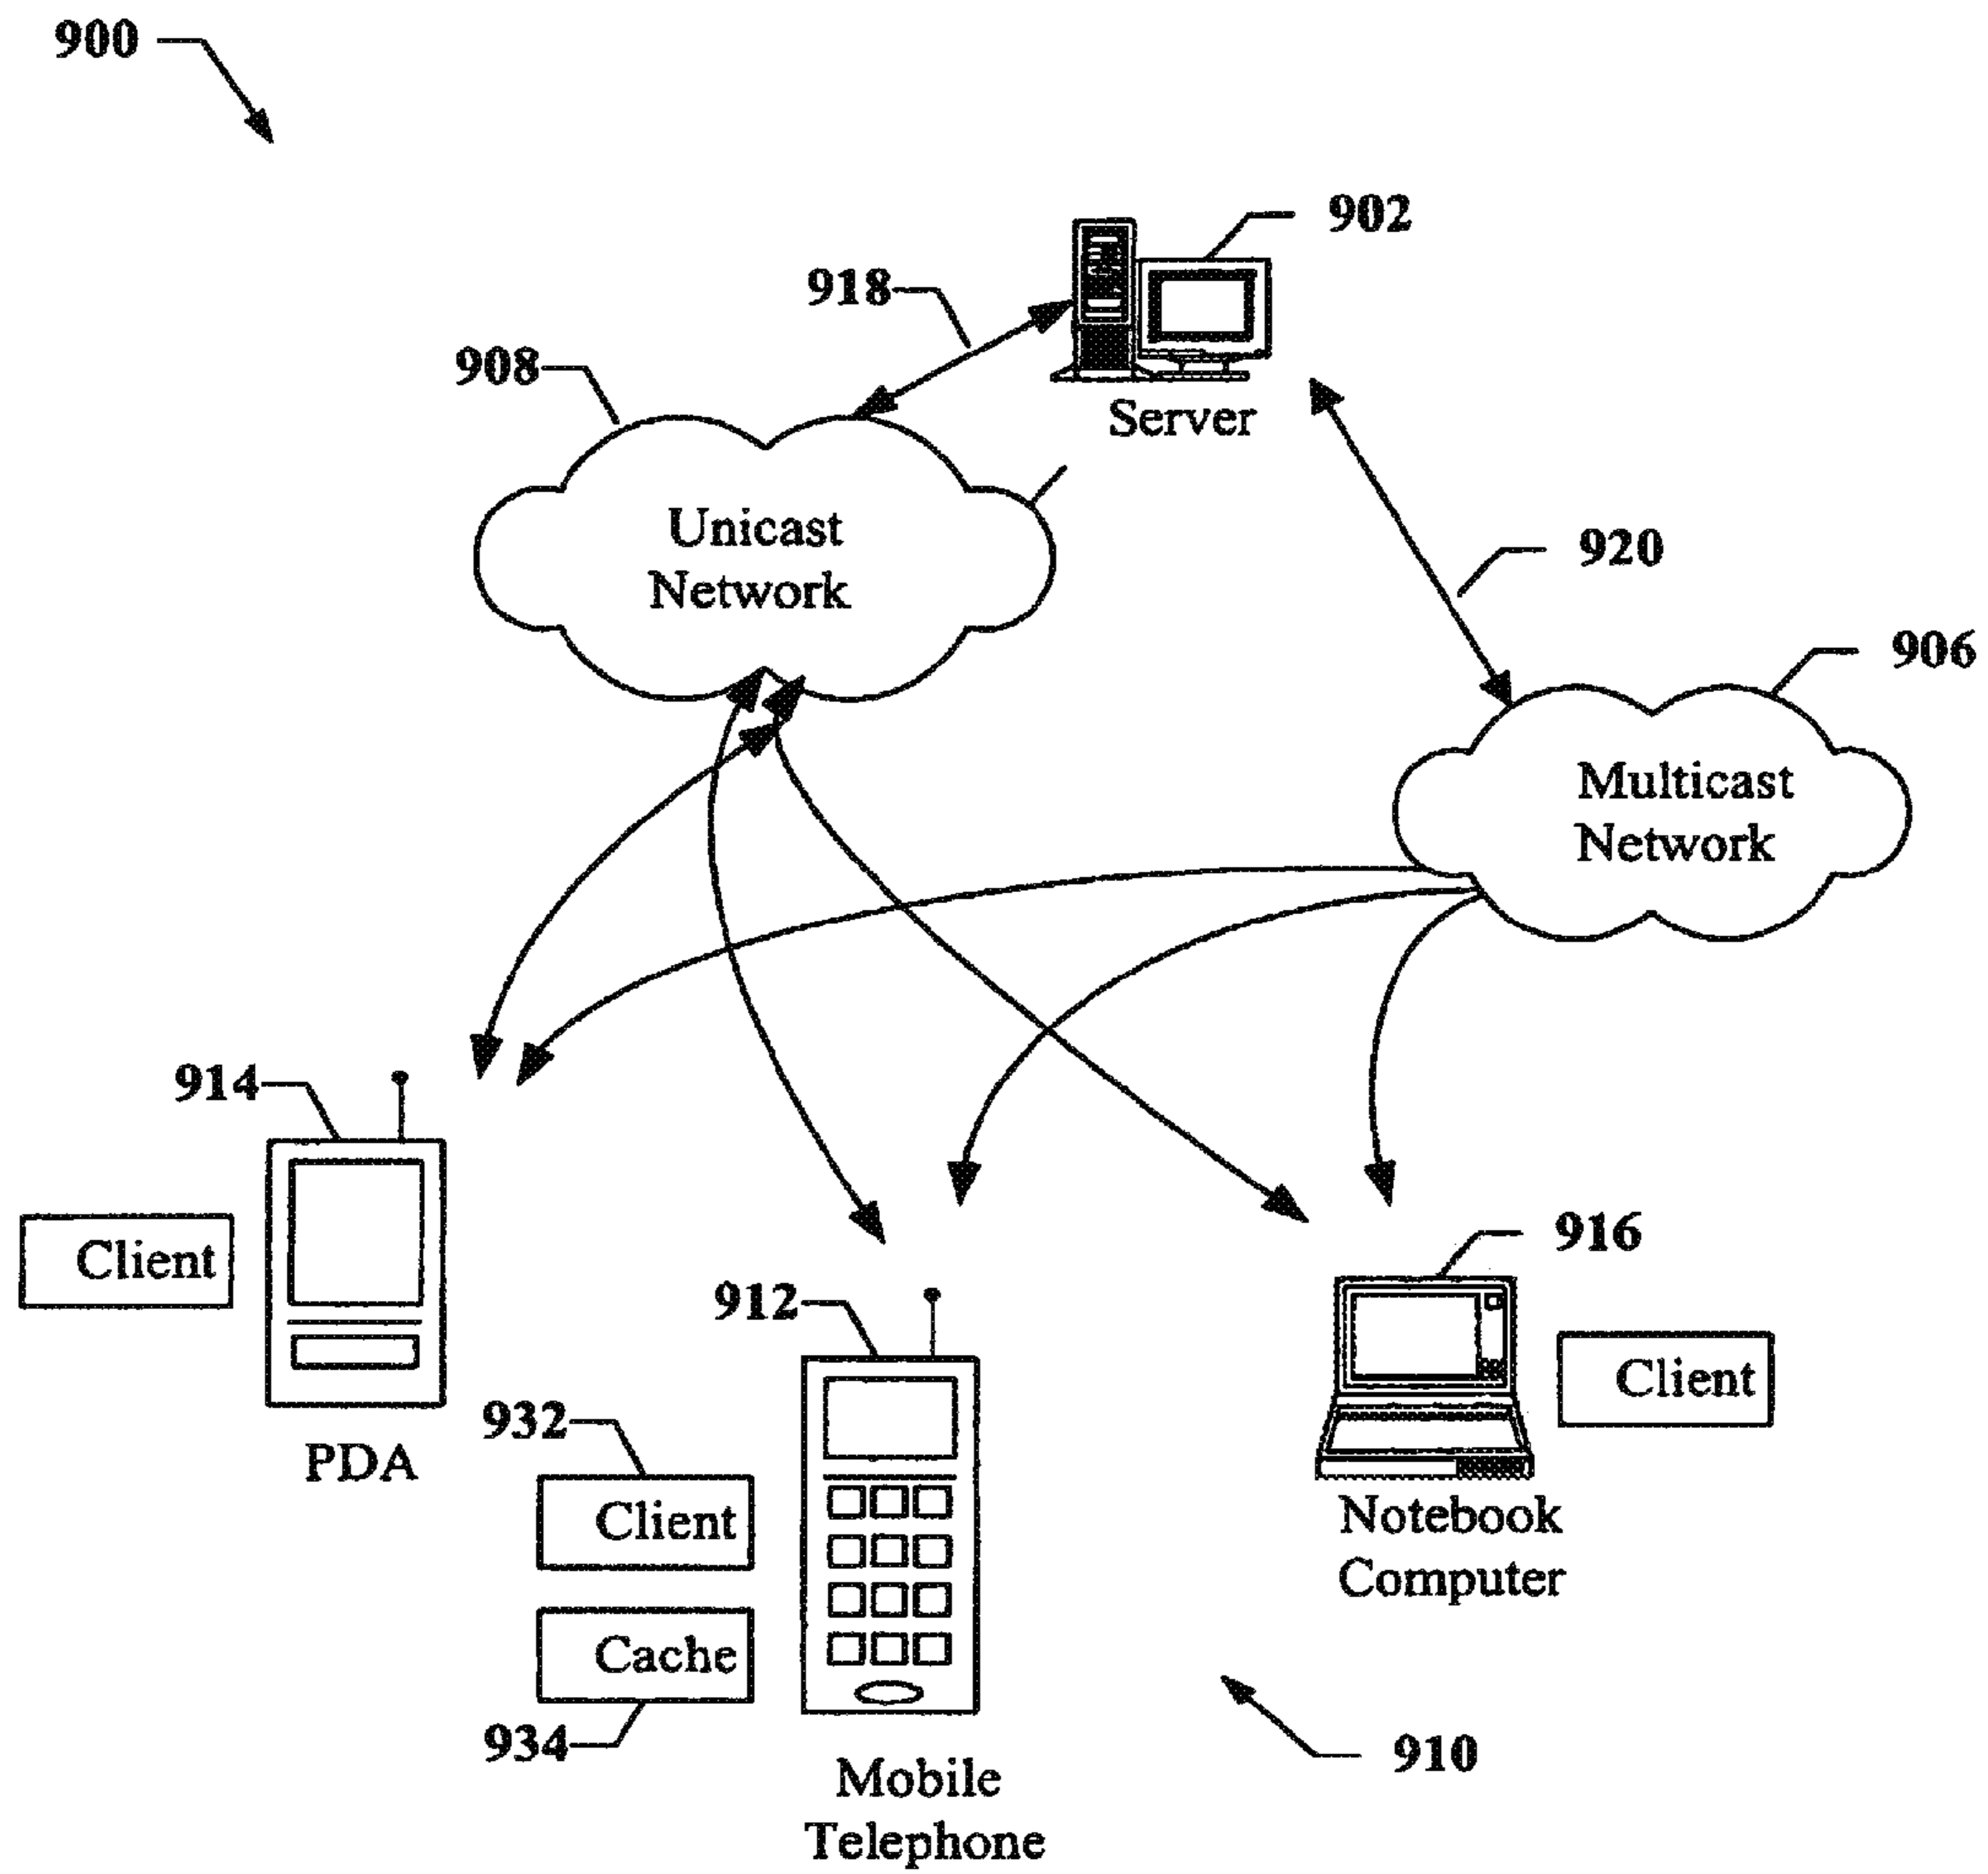 900
902
918
Server
908
Unicast
Network
920
906
Multicast
Network
914
Client
PDA
912
932
Client
Cache
934
Mobile
Telephone
916
Client
Notebook
Computer
910